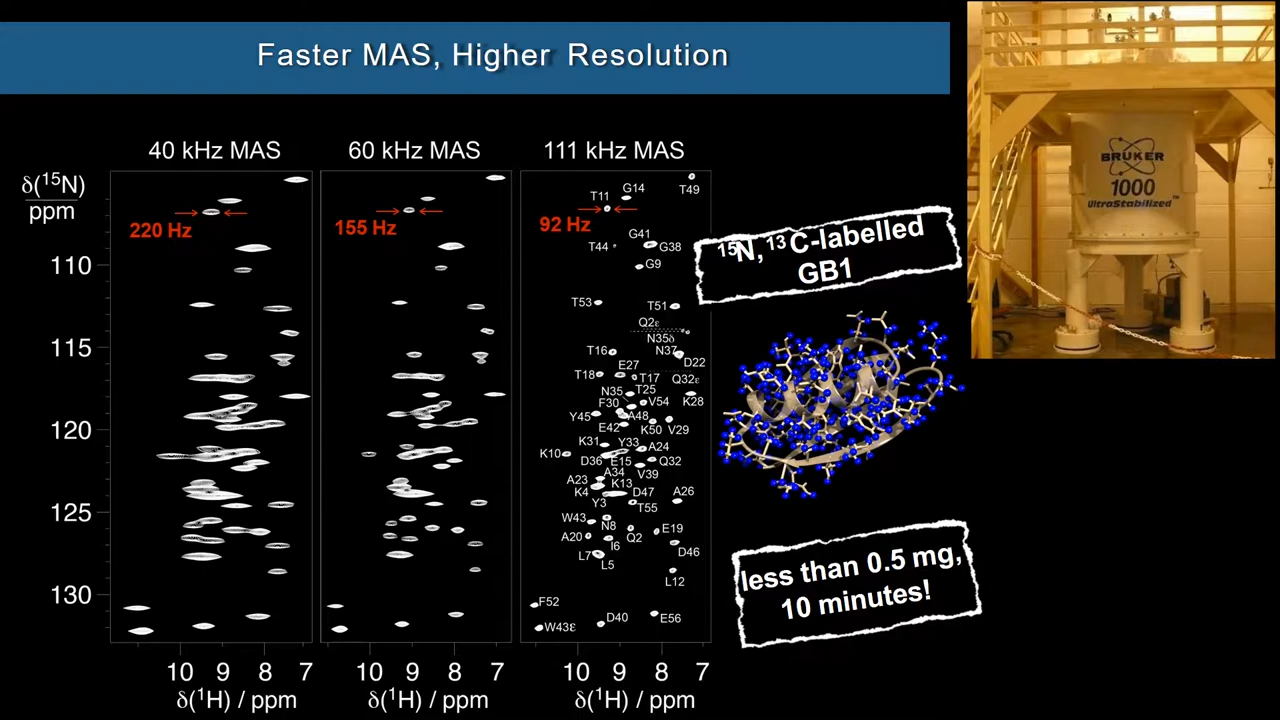 Faster MAS, Higher Resolution
40 kHz MAS
60 kHz MAS
111 kHz MAS
δ(¹⁵N)
ppm
110
115
120
125
130
220 Hz
155 Hz
92 Hz
T11
G14
T49
G41
T44
G38
G9
T53
T51
Q2ε
N35δ
T16
N37
D22
E27
T18
T17
Q32ε
N35
T25
K28
F30
V54
Y45
A48
E42
K50
V29
K31
Y33
A24
K10
D36
E15
Q32
V39
A34
A23
K13
K4
D47
A26
Y3
T55
W43
N8
E19
A20
Q2
I6
D46
L7
L5
L12
F52
D40
E56
W43ε
10 9 8 7
10 9 8 7
10 9 8 7
δ(¹H) / ppm
δ(¹H) / ppm
δ(¹H) / ppm
¹⁵N, ¹³C-labelled
GB1
less than 0.5 mg,
10 minutes!
BRUKER
1000
UltraStabilized™